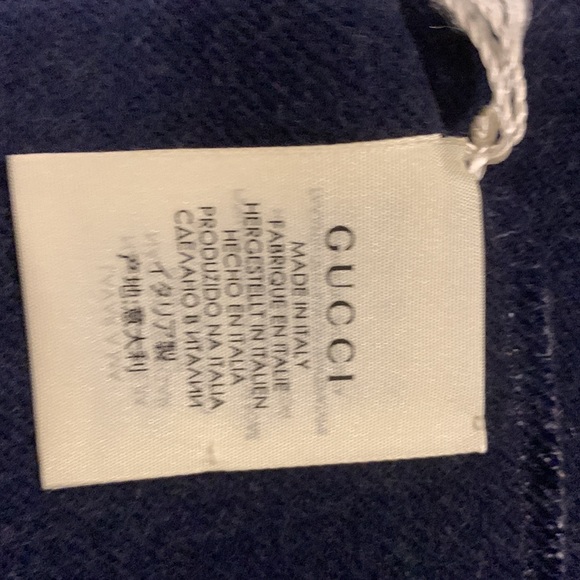 GUCCI
MADE IN ITALY
FABRIQUE EN ITALIE
HERGESTELLT IN ITALIEN
HECHO EN ITALIA
PRODUZIDO NA ITALIA
СДЕЛАНО В ИТАЛИИ
イタリア製
产地:意大利